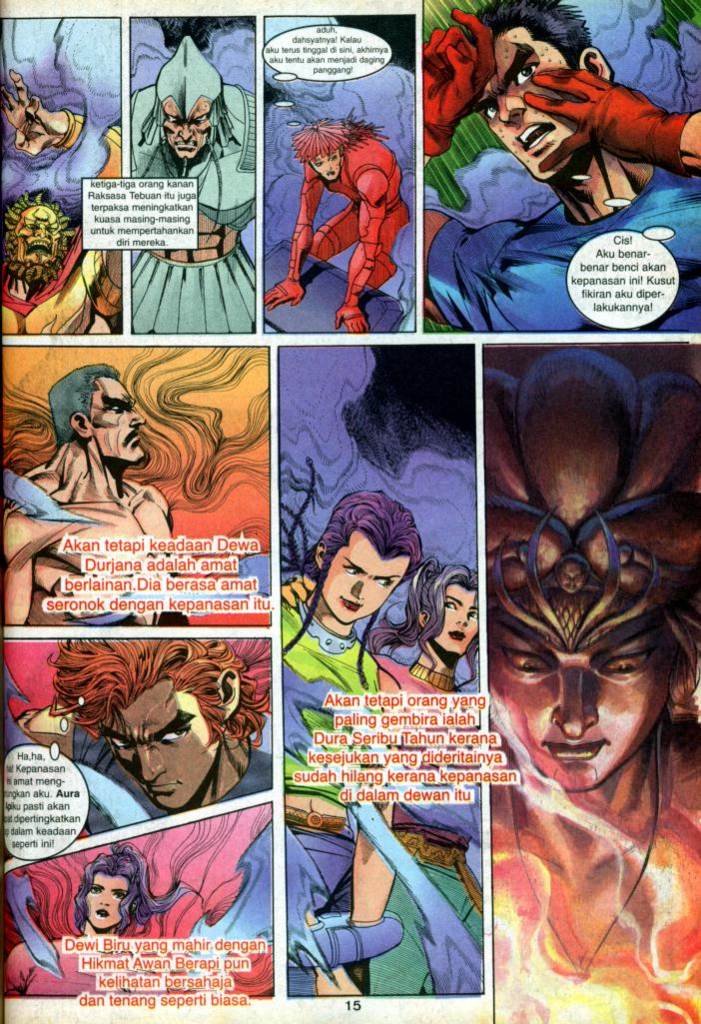 ketiga-tiga orang kanan
Raksasa Tebuan itu juga
terpaksa meningkatkan
kuasa masing-masing
untuk mempertahankan
diri mereka.
aduh,
dahsyatnya! Kalau
aku terus tinggal di sini, akhirnya
aku tentu akan menjadi daging
panggang!
Cis!
Aku benar-
benar benci akan
kepanasan ini! Kusut
fikiran aku diper-
lakukannya!
Akan tetapi keadaan Dewa
Durjana adalah amat
berlainan.Dia berasa amat
seronok dengan kepanasan itu.
Ha,ha,
Kepanasan
amat meng-
aku. Aura
pasti akan
dipertingkatkan
dalam keadaan
seperti ini!
Dewi Biru yang mahir dengan
Hikmat Awan Berapi pun
kelihatan bersahaja
dan tenang seperti biasa.
Akan tetapi orang yang
paling gembira ialah
Dura Seribu Tahun kerana
kesejukan yang dideritainya
sudah hilang kerana kepanasan
di dalam dewan itu
15